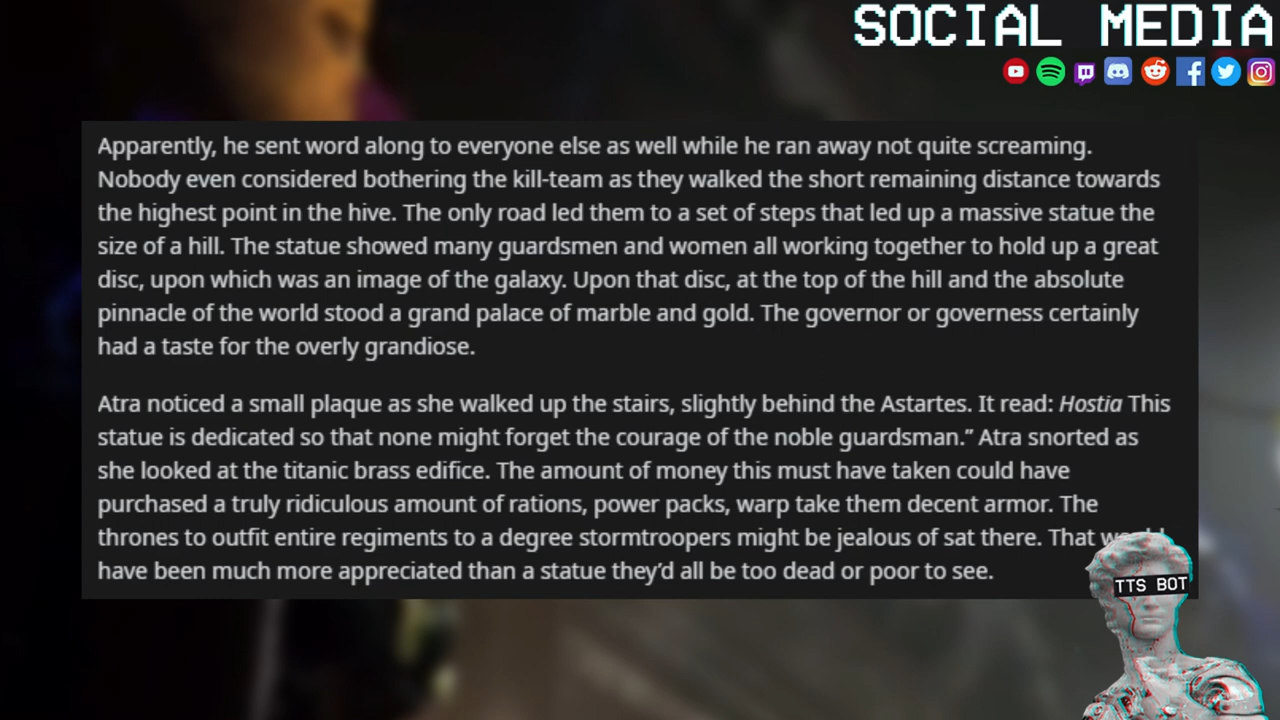 SOCIAL MEDIA
Apparently, he sent word along to everyone else as well while he ran away not quite screaming.
Nobody even considered bothering the kill-team as they walked the short remaining distance towards
the highest point in the hive. The only road led them to a set of steps that led up a massive statue the
size of a hill. The statue showed many guardsmen and women all working together to hold up a great
disc, upon which was an image of the galaxy. Upon that disc, at the top of the hill and the absolute
pinnacle of the world stood a grand palace of marble and gold. The governor or governess certainly
had a taste for the overly grandiose.
Atra noticed a small plaque as she walked up the stairs, slightly behind the Astartes. It read: Hostia This
statue is dedicated so that none might forget the courage of the noble guardsman.” Atra snorted as
she looked at the titanic brass edifice. The amount of money this must have taken could have
purchased a truly ridiculous amount of rations, power packs, warp take them decent armor. The
thrones to outfit entire regiments to a degree stormtroopers might be jealous of sat there. That
have been much more appreciated than a statue they’d all be too dead or poor to see.
TTS BOT